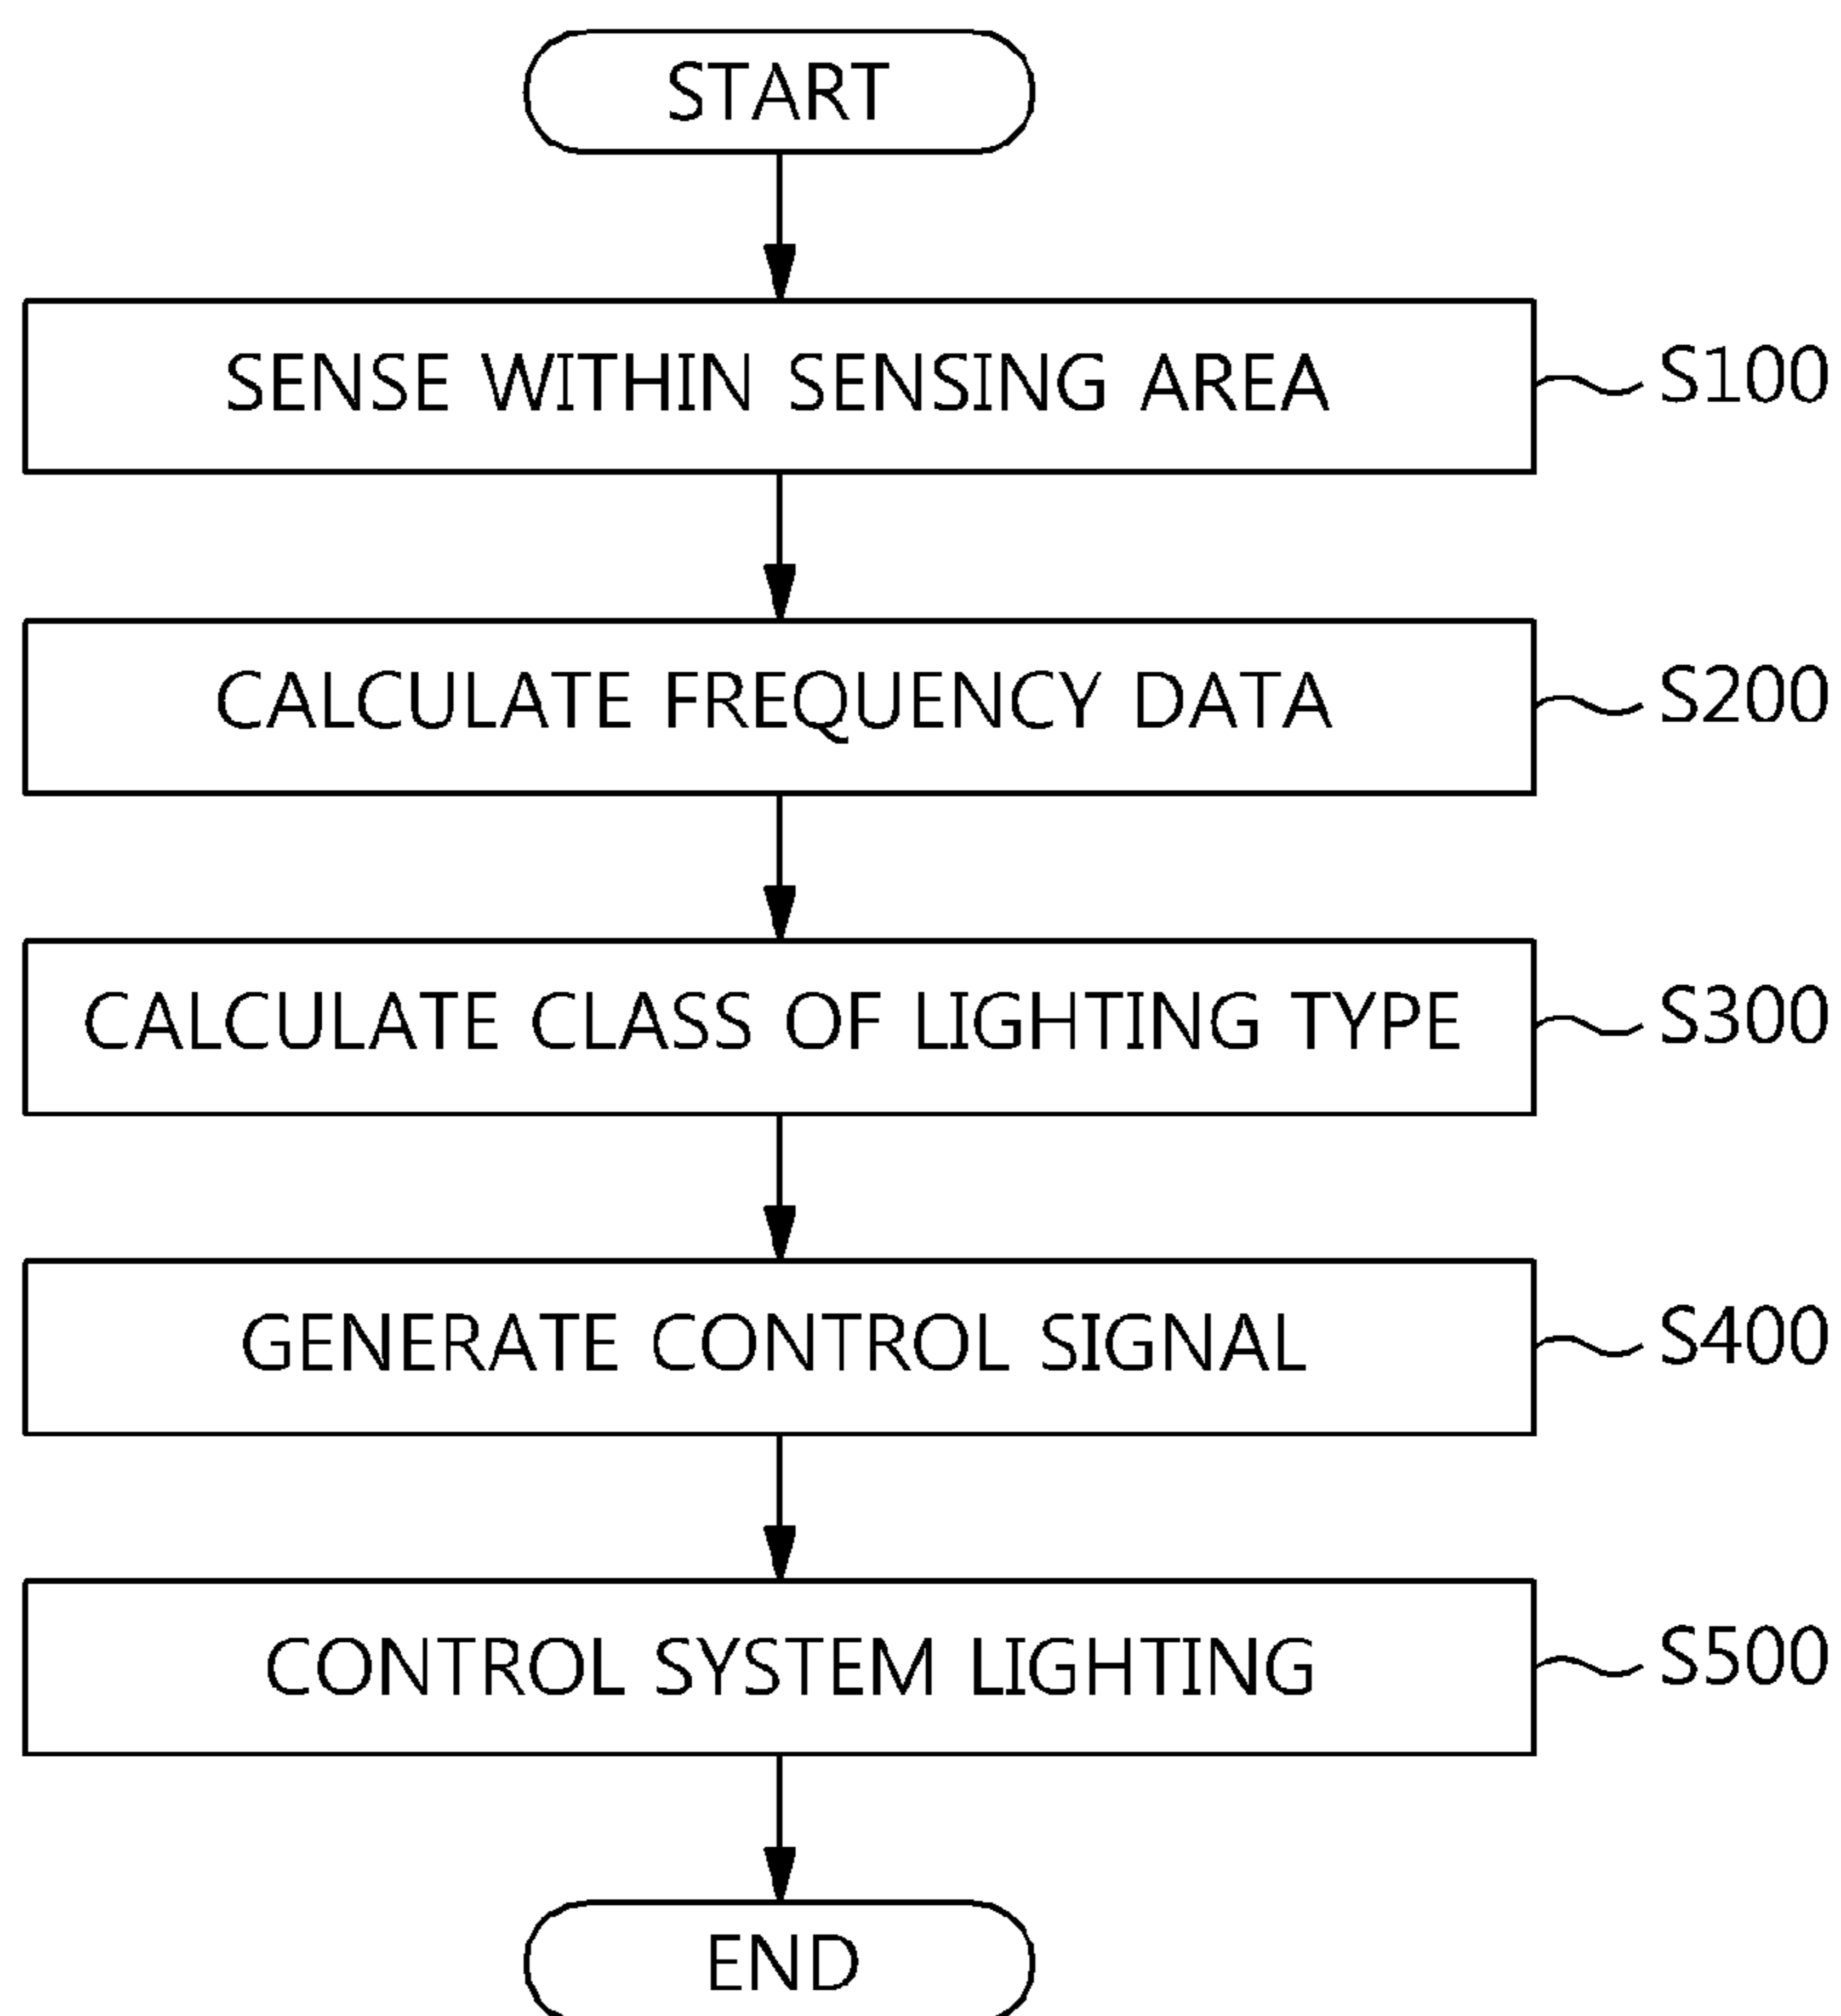 START
SENSE WITHIN SENSING AREA
S100
CALCULATE FREQUENCY DATA
S200
CALCULATE CLASS OF LIGHTING TYPE
S300
GENERATE CONTROL SIGNAL
S400
CONTROL SYSTEM LIGHTING
S500
END